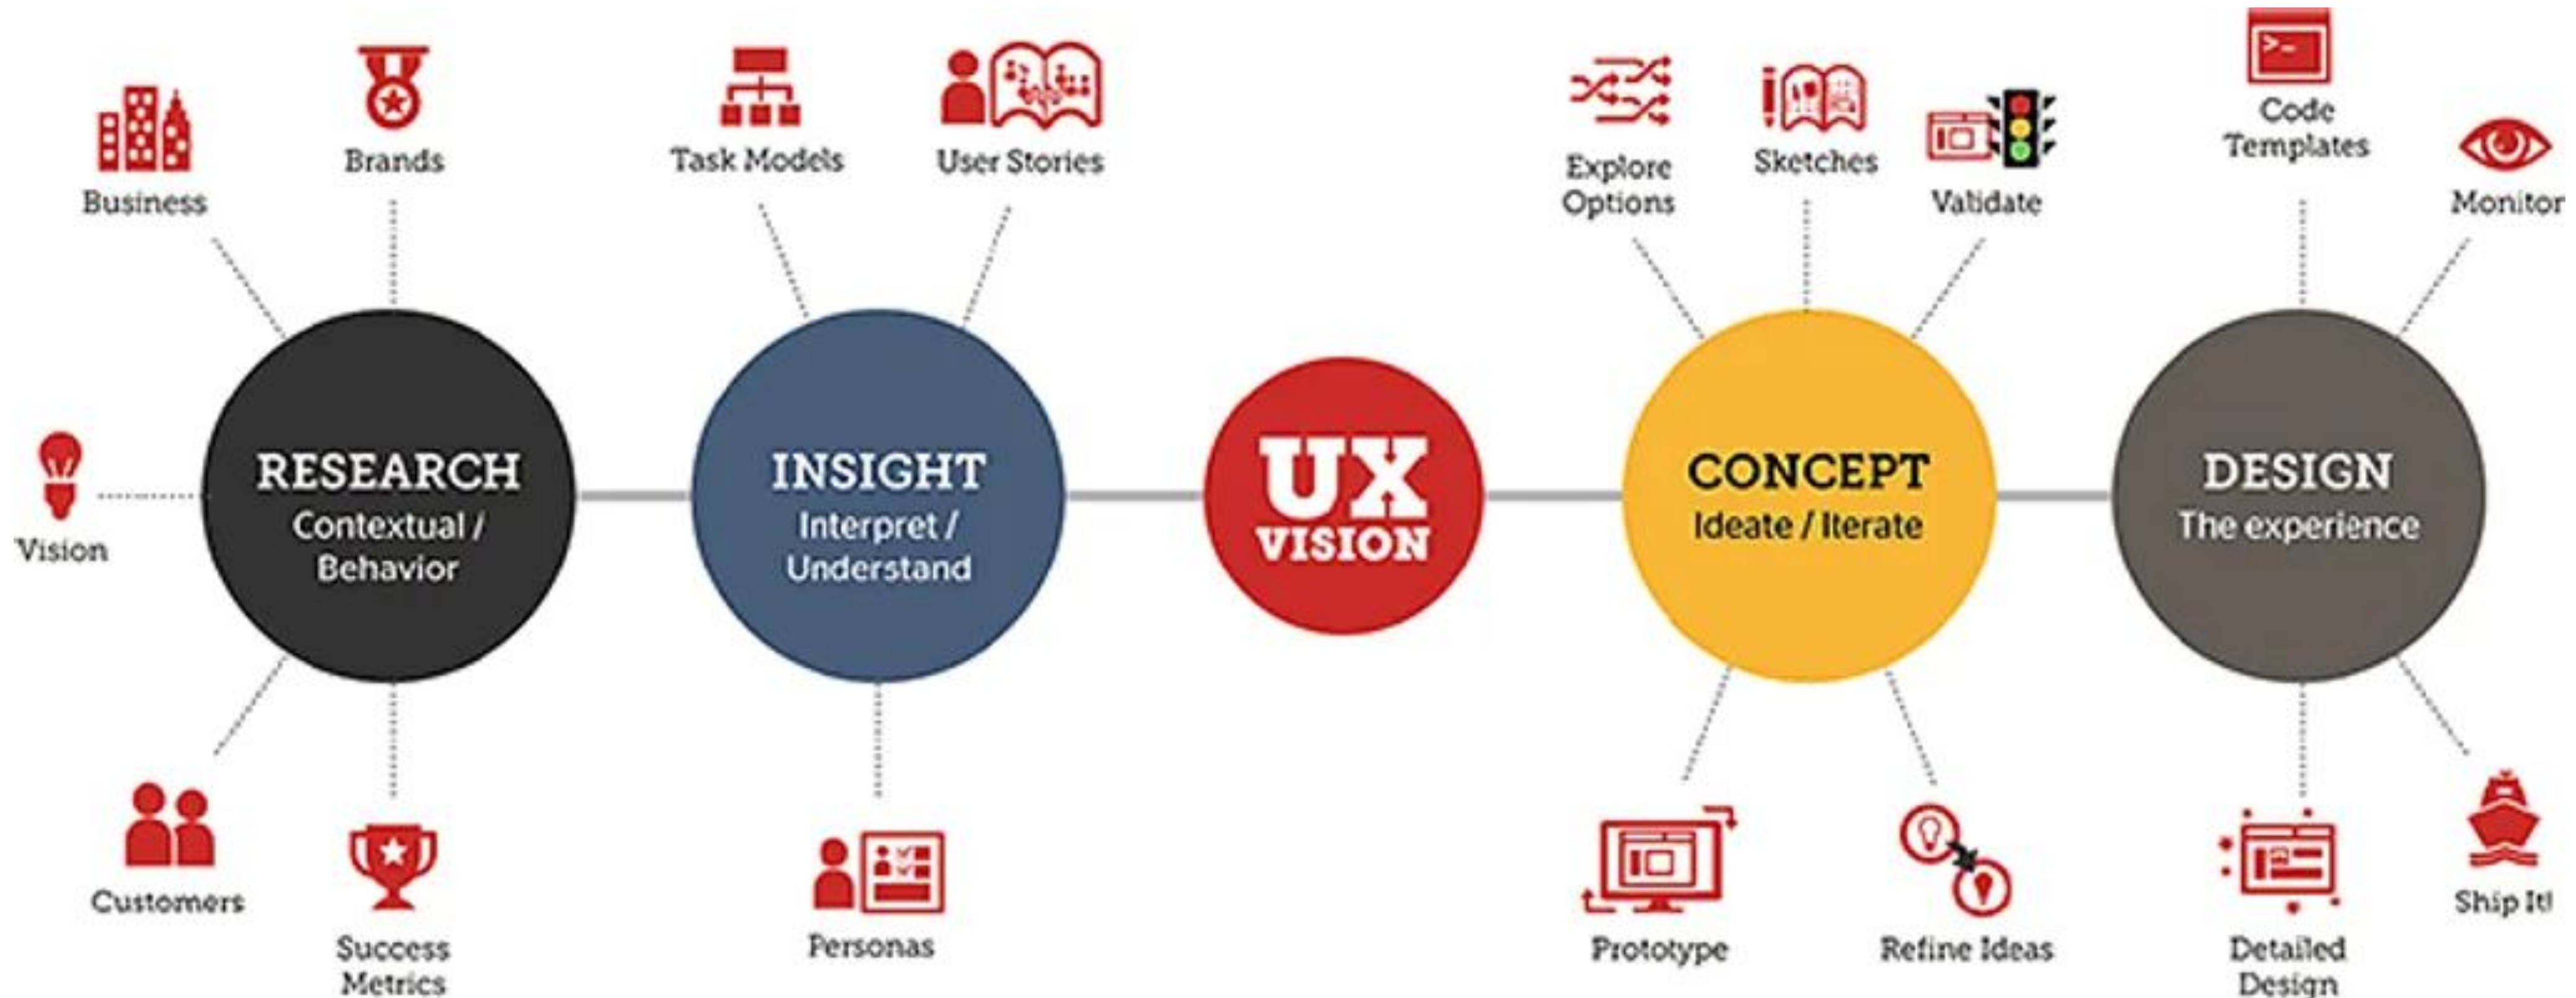 Business
Brands
Vision
RESEARCH
Contextual /
Behavior
Customers
Success
Metrics
Task Models
User Stories
INSIGHT
Interpret /
Understand
Personas
UX
VISION
Explore
Options
Sketches
Validate
CONCEPT
Ideate / Iterate
Prototype
Refine Ideas
>_
Code
Templates
Monitor
DESIGN
The experience
Detailed
Design
Ship It!